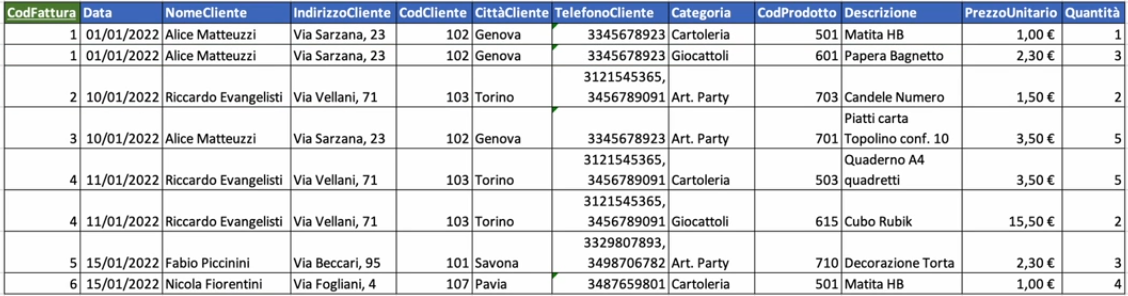 CodFattura Data NomeCliente IndirizzoCliente CodCliente CittàCliente TelefonoCliente Categoria CodProdotto Descrizione PrezzoUnitario Quantità
1 01/01/2022 Alice Matteuzzi Via Sarzana, 23 102 Genova 3345678923 Cartoleria 501 Matita HB 1,00 € 1
1 01/01/2022 Alice Matteuzzi Via Sarzana, 23 102 Genova 3345678923 Giocattoli 601 Papera Bagnetto 2,30 € 3
3121545365,
2 10/01/2022 Riccardo Evangelisti Via Vellani, 71 103 Torino 3456789091 Art. Party 703 Candele Numero 1,50 € 2
Piatti carta
3 10/01/2022 Alice Matteuzzi Via Sarzana, 23 102 Genova 3345678923 Art. Party 701 Topolino conf. 10 3,50 € 5
3121545365, Quaderno A4
4 11/01/2022 Riccardo Evangelisti Via Vellani, 71 103 Torino 3456789091 Cartoleria 503 quadretti 3,50 € 5
3121545365,
4 11/01/2022 Riccardo Evangelisti Via Vellani, 71 103 Torino 3456789091 Giocattoli 615 Cubo Rubik 15,50 € 2
3329807893,
5 15/01/2022 Fabio Piccinini Via Beccari, 95 101 Savona 3498706782 Art. Party 710 Decorazione Torta 2,30 € 3
6 15/01/2022 Nicola Fiorentini Via Fogliani, 4 107 Pavia 3487659801 Cartoleria 501 Matita HB 1,00 € 4